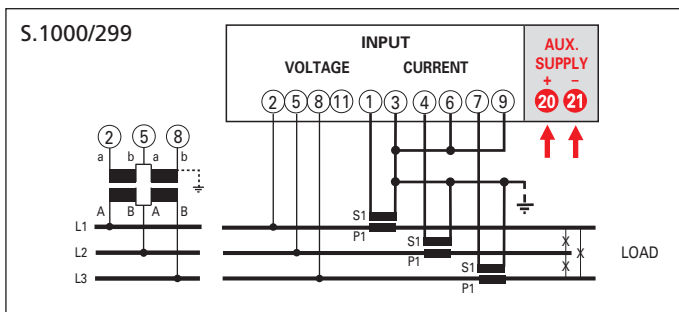 S.1000/299
INPUT
AUX.
SUPPLY
VOLTAGE CURRENT
+ −
2 5 8 11 1 3 4 6 7 9 20 21
2 5 8
a b a b
A B A B
S1
L1
P1
S1
L2 X X LOAD
P1
X
S1
L3
P1